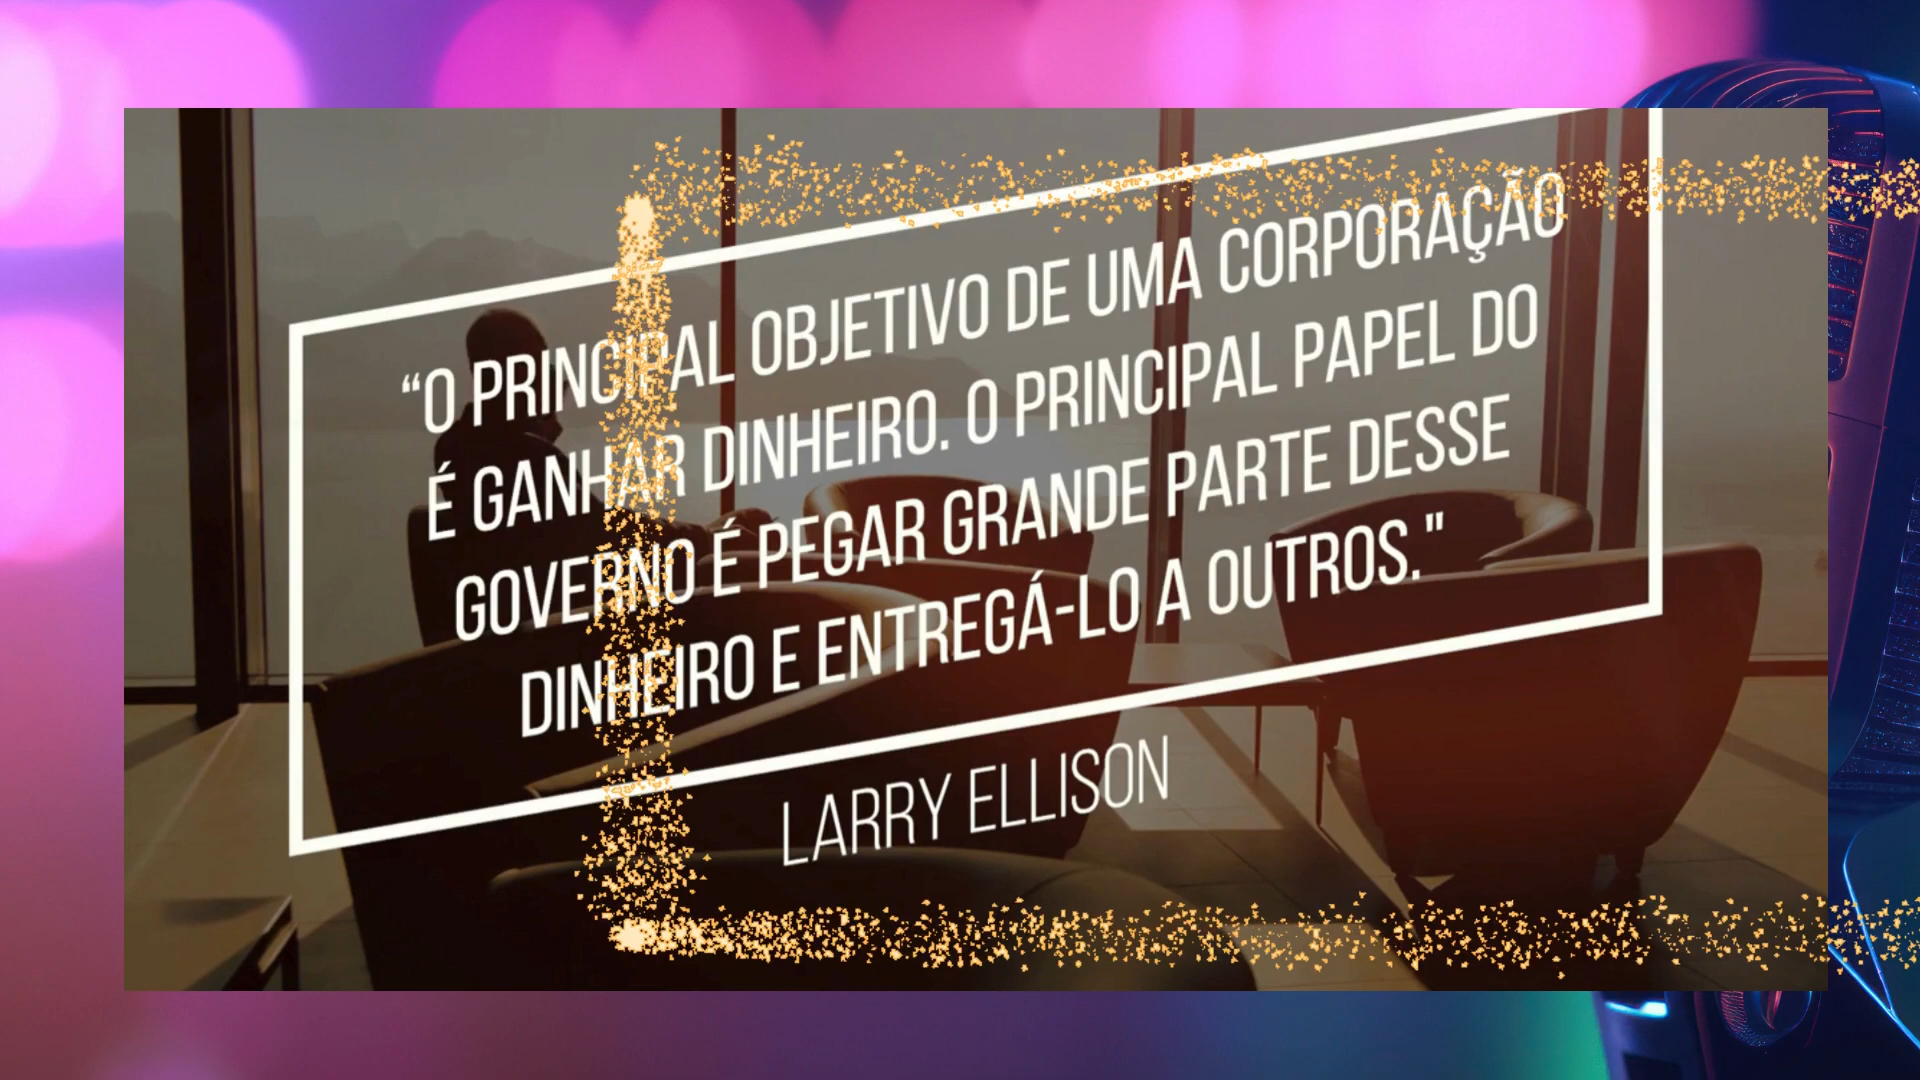 “O PRINCIPAL OBJETIVO DE UMA CORPORAÇÃO
É GANHAR DINHEIRO. O PRINCIPAL PAPEL DO
GOVERNO É PEGAR GRANDE PARTE DESSE
DINHEIRO E ENTREGÁ-LO A OUTROS."
LARRY ELLISON